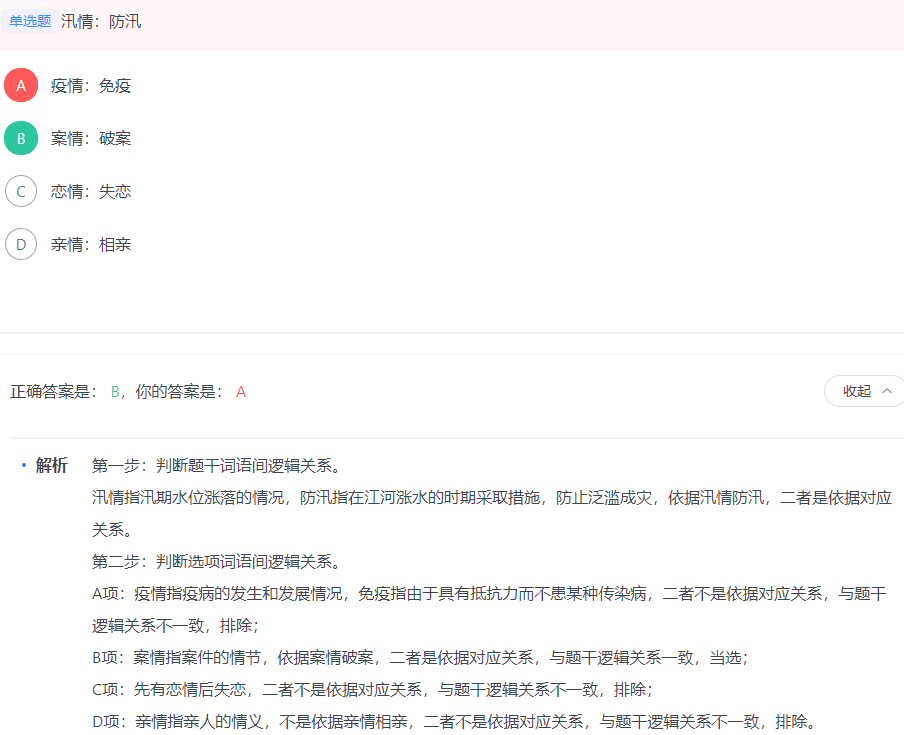 单选题 汛情：防汛
A 疫情：免疫
B 案情：破案
C 恋情：失恋
D 亲情：相亲
正确答案是： B，你的答案是： A
收起
解析 第一步：判断题干词语间逻辑关系。
汛情指汛期水位涨落的情况，防汛指在江河涨水的时期采取措施，防止泛滥成灾，依据汛情防汛，二者是依据对应
关系。
第二步：判断选项词语间逻辑关系。
A项：疫情指疫病的发生和发展情况，免疫指由于具有抵抗力而不患某种传染病，二者不是依据对应关系，与题干
逻辑关系不一致，排除；
B项：案情指案件的情节，依据案情破案，二者是依据对应关系，与题干逻辑关系一致，当选；
C项：先有恋情后失恋，二者不是依据对应关系，与题干逻辑关系不一致，排除；
D项：亲情指亲人的情义，不是依据亲情相亲，二者不是依据对应关系，与题干逻辑关系不一致，排除。